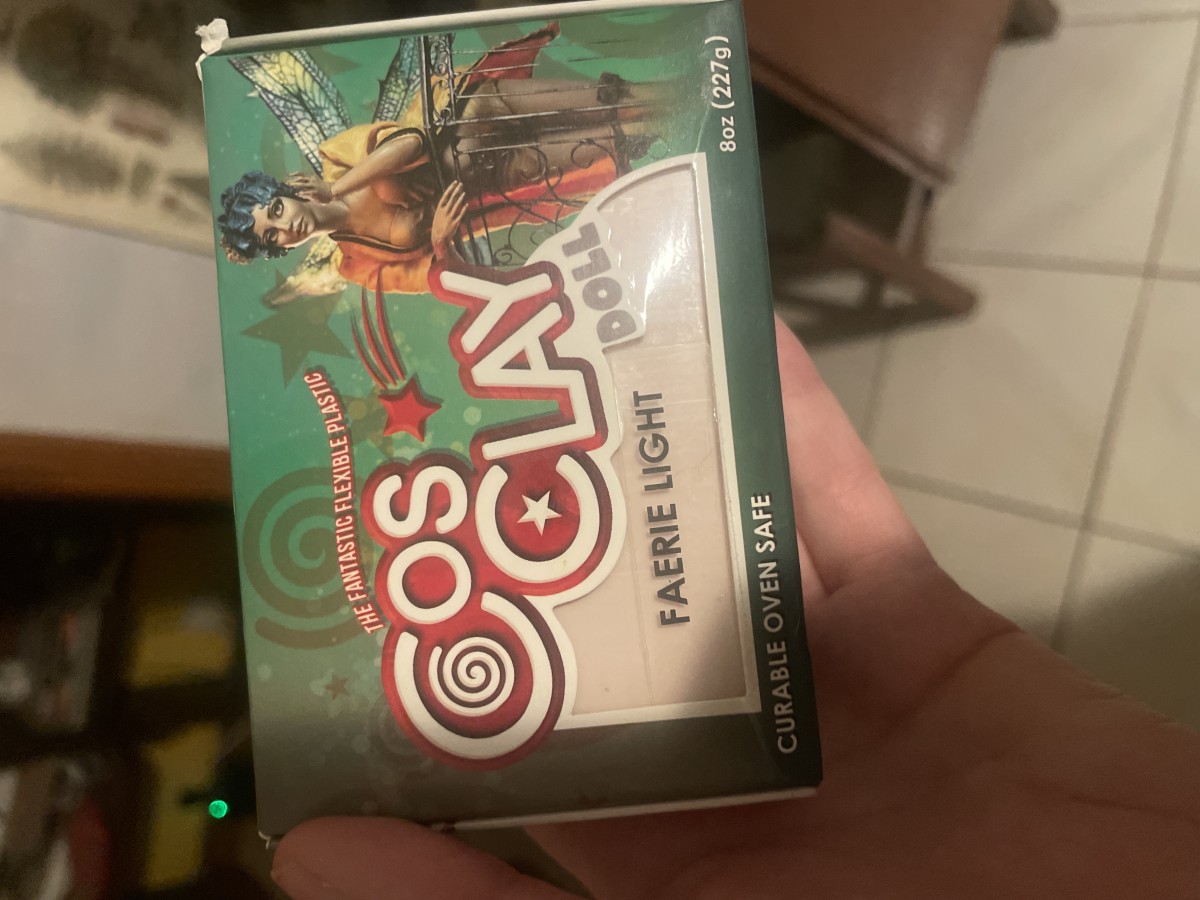 THE FANTASTIC FLEXIBLE PLASTIC
COS
CLAY
DOLL
FAERIE LIGHT
CURABLE OVEN SAFE
8oz (227g)